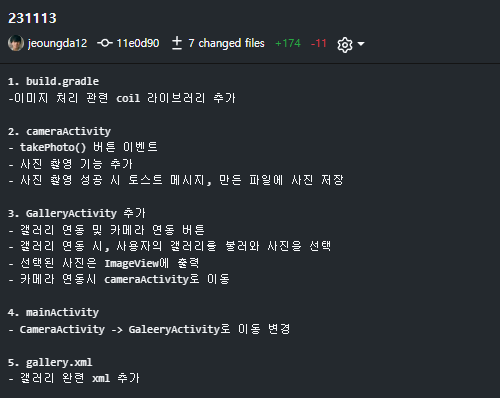 231113
jeoungda12 11e0d90 7 changed files +174 -11
1. build.gradle
-이미지 처리 관련 coil 라이브러리 추가
2. cameraActivity
- takePhoto() 버튼 이벤트
- 사진 촬영 기능 추가
- 사진 촬영 성공 시 토스트 메시지, 만든 파일에 사진 저장
3. GalleryActivity 추가
- 갤러리 연동 및 카메라 연동 버튼
- 갤러리 연동 시, 사용자의 갤러리를 불러와 사진을 선택
- 선택된 사진은 ImageView에 출력
- 카메라 연동시 cameraActivity로 이동
4. mainActivity
- CameraActivity -> GaleeryActivity로 이동 변경
5. gallery.xml
- 갤러리 완련 xml 추가